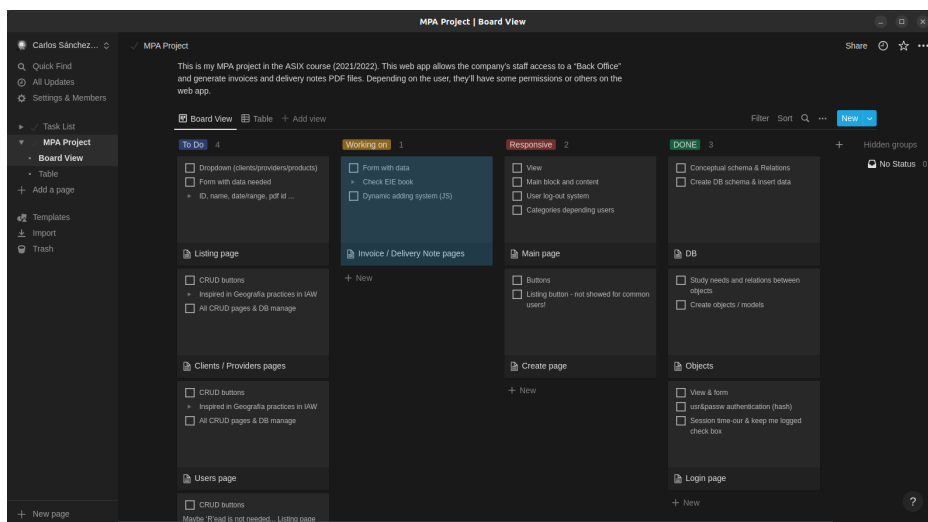 MPA Project | Board View
Carlos Sánchez...
Quick Find
All Updates
Settings & Members
Task List
MPA Project
Board View
Table
Add a page
Templates
Import
Trash
New page
MPA Project
Share
This is my MPA project in the ASIX course (2021/2022). This web app allows the company's staff access to a "Back Office"
and generate invoices and delivery notes PDF files. Depending on the user, they'll have some permissions or others on the
web app.
Board View Table + Add view
Filter Sort New
To Do 4
Dropdown (clients/providers/products)
Form with data needed
ID, name, date/range, pdf id ...
Listing page
CRUD buttons
Inspired in Geografia practices in IAW
All CRUD pages & DB manage
Clients / Providers pages
CRUD buttons
Inspired in Geografia practices in IAW
All CRUD pages & DB manage
Users page
CRUD buttons
Maybe 'R'ead is not needed... Listing page
Working on 1
Form with data
Check EIE book
Dynamic adding system (JS)
Invoice / Delivery Note pages
+ New
Responsive 2
View
Main block and content
User log-out system
Categories depending users
Main page
Buttons
Listing button - not showed for common
users!
Create page
+ New
DONE 3
Conceptual schema & Relations
Create DB schema & insert data
DB
Study needs and relations between
objects
Create objects / models
Objects
View & form
usr&passw authentication (hash)
Session time-our & keep me logged
check box
Login page
+ New
Hidden groups
No Status 0
?